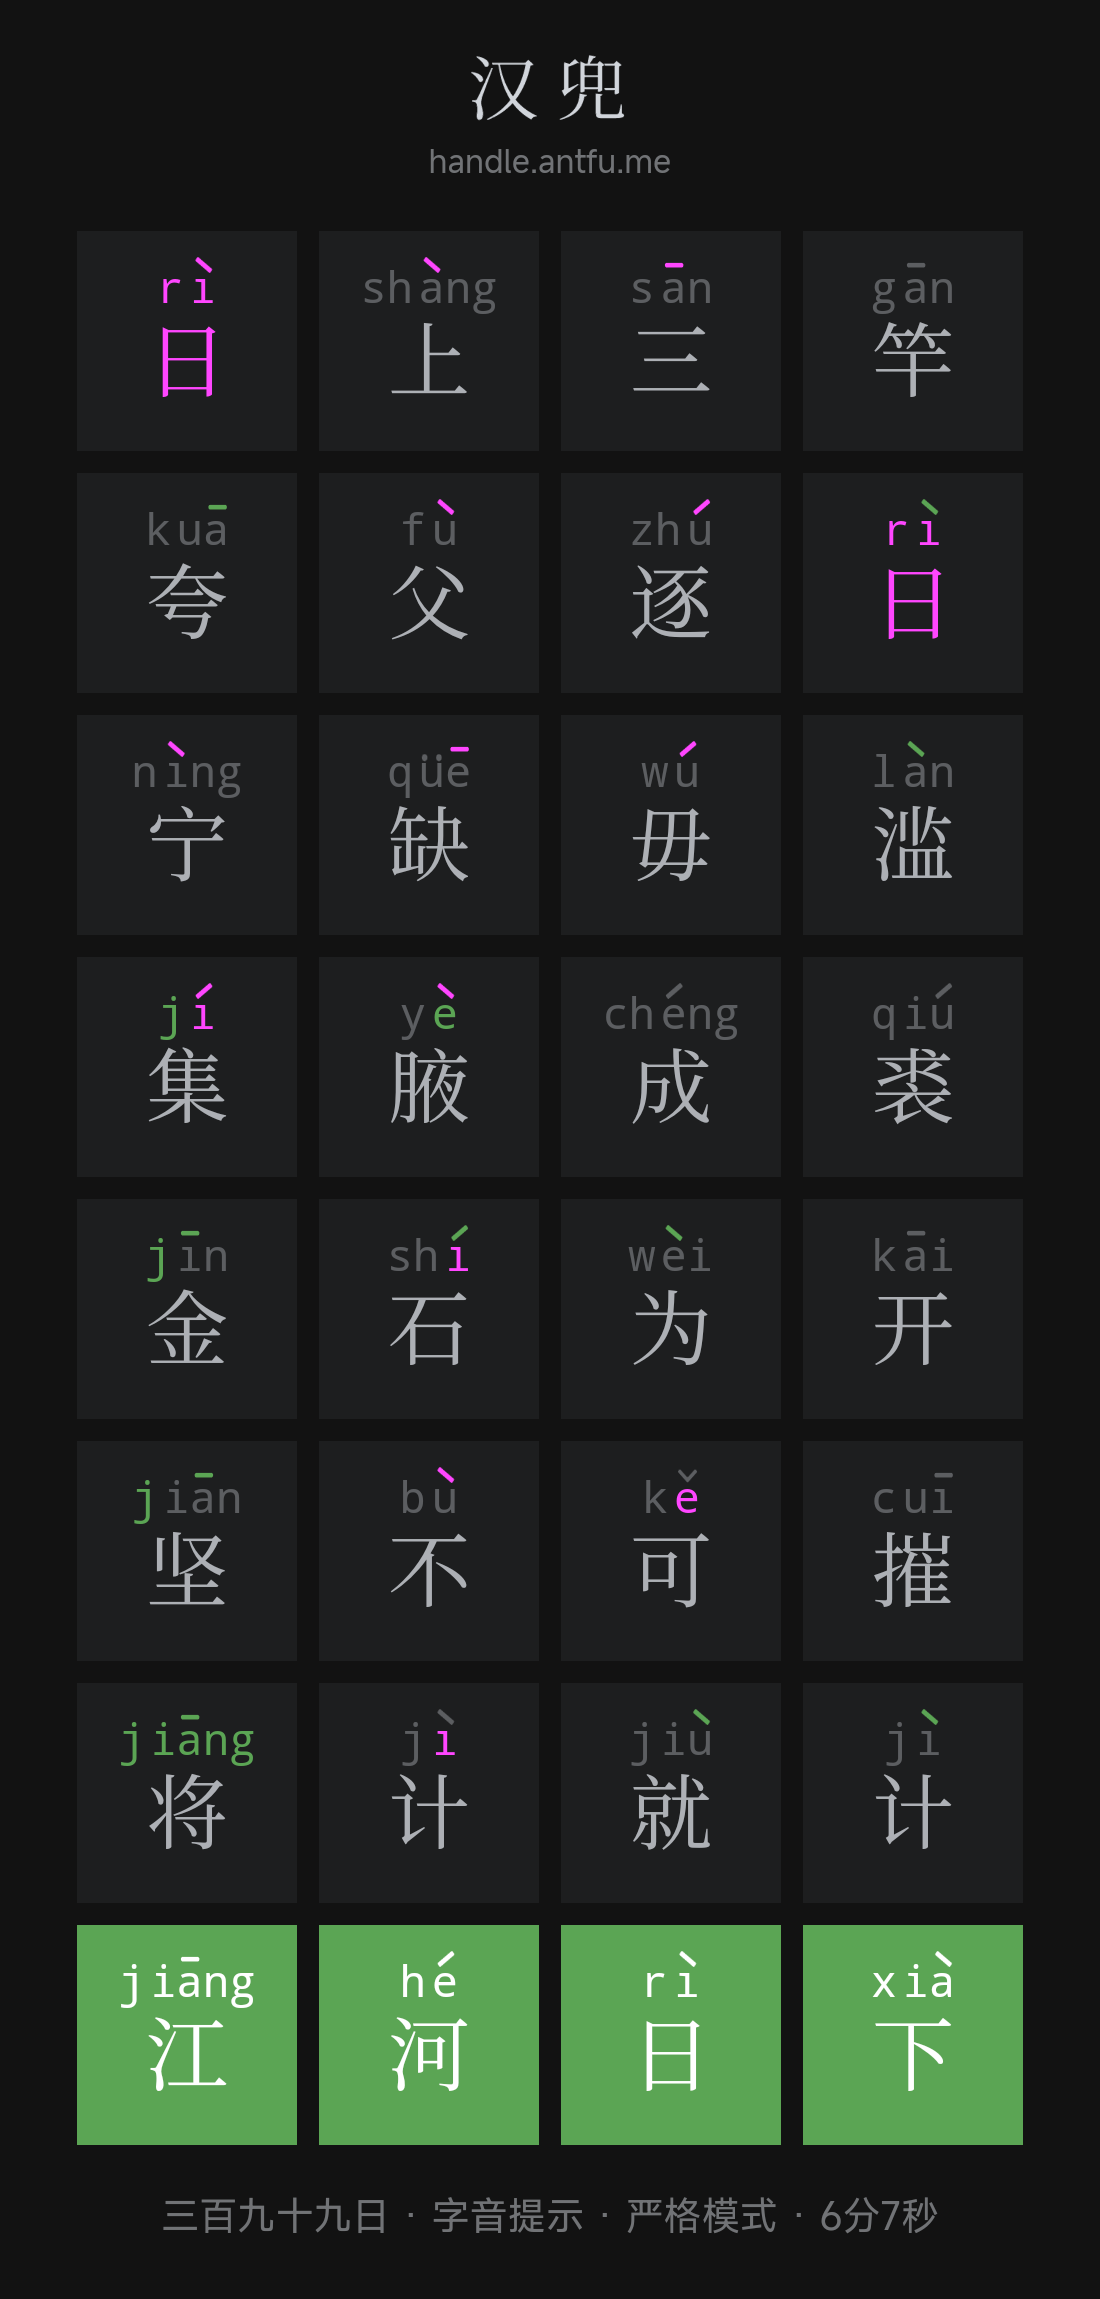 汉兜
handle.antfu.me
rì shàng sān gān
日 上 三 竿
kuā fù zhú rì
夸 父 逐 日
nìng qüē wú làn
宁 缺 毋 滥
jí yè chéng qiú
集 腋 成 裘
jīn shí wèi kāi
金 石 为 开
jiān bù kě cuī
坚 不 可 摧
jiāng jì jiù jì
将 计 就 计
jiāng hé rì xià
江 河 日 下
三百九十九日 · 字音提示 · 严格模式 · 6分7秒